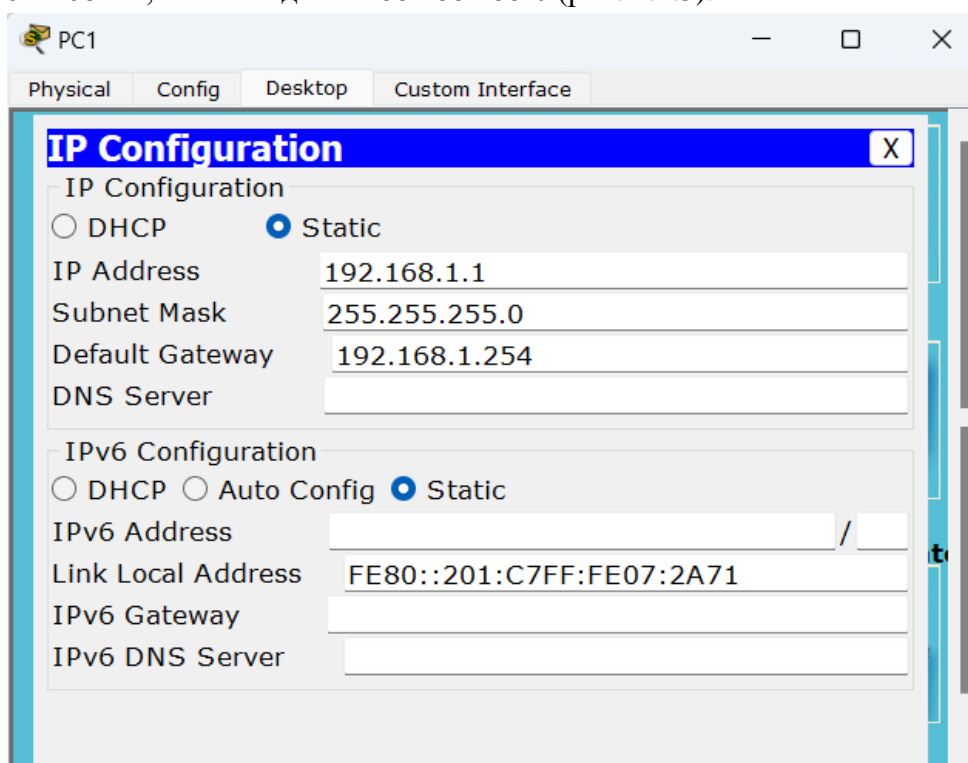 PC1
Physical Config Desktop Custom Interface
IP Configuration X
IP Configuration
DHCP Static
IP Address 192.168.1.1
Subnet Mask 255.255.255.0
Default Gateway 192.168.1.254
DNS Server
IPv6 Configuration
DHCP Auto Config Static
IPv6 Address /
Link Local Address FE80::201:C7FF:FE07:2A71
IPv6 Gateway
IPv6 DNS Server